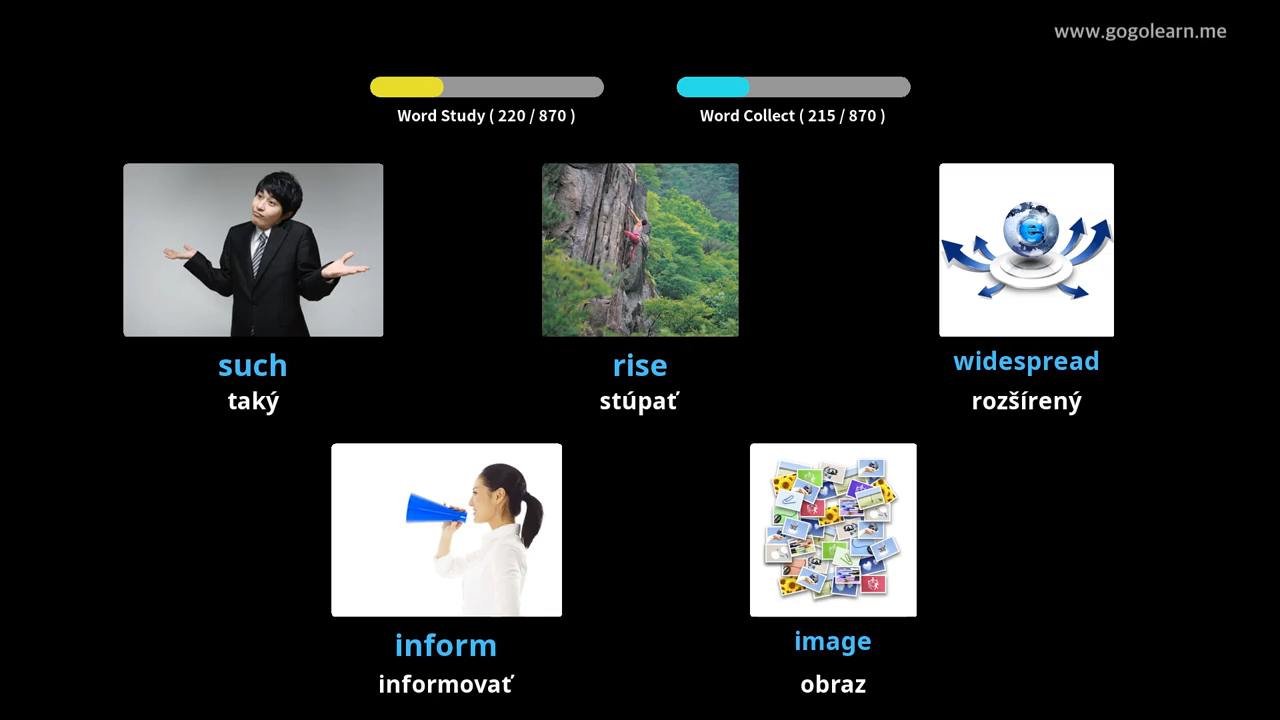 www.gogolearn.me
Word Study ( 220 / 870 )
Word Collect ( 215 / 870 )
such
taký
rise
stúpať
widespread
rozšírený
inform
informovať
image
obraz